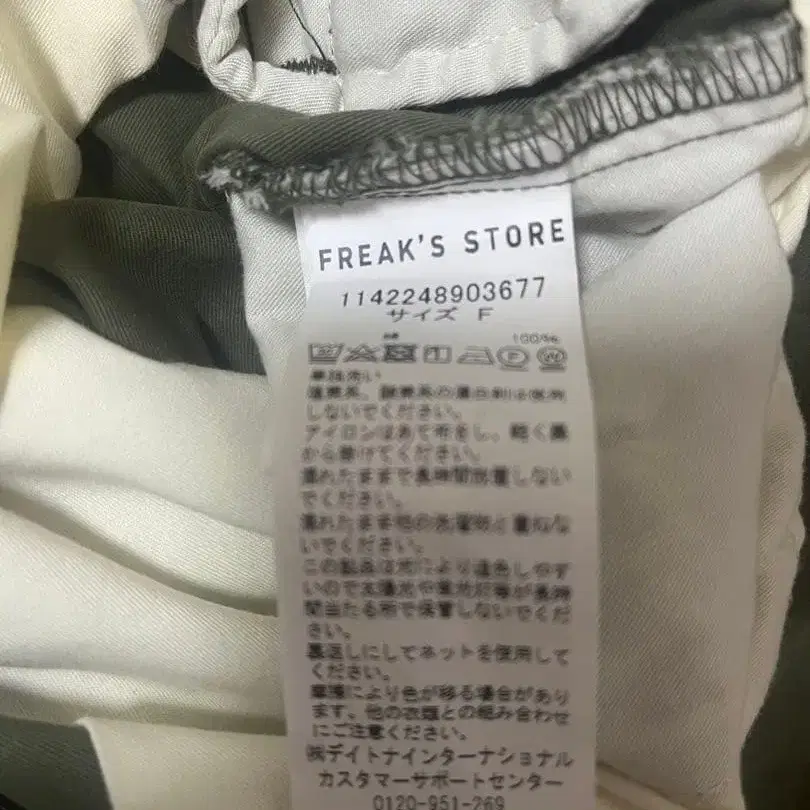 FREAK'S STORE
1142248903677
サイズ F
綿 100%
単独洗い
塩素系、酸素系の漂白剤は使用
しないでください。
アイロンはあて布をし、軽く裏
から掛けてください。
濡れたままで長時間放置しない
でください。
濡れたまま他の洗濯物と重ねな
いでください。
この製品は光により退色しやす
いので太陽光や蛍光灯等が長時
間当たる所で保管しないでくだ
さい。
裏返しにしてネットを使用して
ください。
摩擦により色が移る場合があり
ます。他の衣類との組み合わせ
にご注意ください。
㈱デイトナインターナショナル
カスタマーサポートセンター
0120-951-269